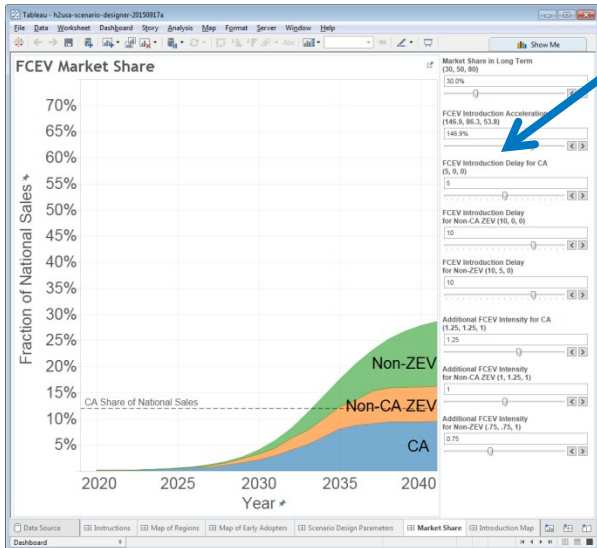 Tableau - h2usa-scenario-designer-20150917a
File Data Worksheet Dashboard Story Analysis Map Format Server Window Help
Show Me
FCEV Market Share
70%
65%
60%
55%
50%
45%
40%
35%
30%
25%
20%
15%
10%
5%
Fraction of National Sales
CA Share of National Sales
Non-ZEV
Non-CA ZEV
CA
2020 2025 2030 2035 2040
Year
Market Share in Long Term
(30, 50, 80)
30.0%
FCEV Introduction Acceleration
(146.9, 86.3, 53.8)
146.9%
FCEV Introduction Delay for CA
(5, 0, 0)
5
FCEV Introduction Delay
for Non-CA ZEV (10, 0, 0)
10
FCEV Introduction Delay
for Non-ZEV (10, 5, 0)
10
Additional FCEV Intensity for CA
(1.25, 1.25, 1)
1.25
Additional FCEV Intensity
for Non-CA ZEV (1, 1.25, 1)
1
Additional FCEV Intensity
for Non-ZEV (.75, .75, 1)
0.75
Data Source Instructions Map of Regions Map of Early Adopters Scenario Design Parameters Market Share Introduction Map
Dashboard